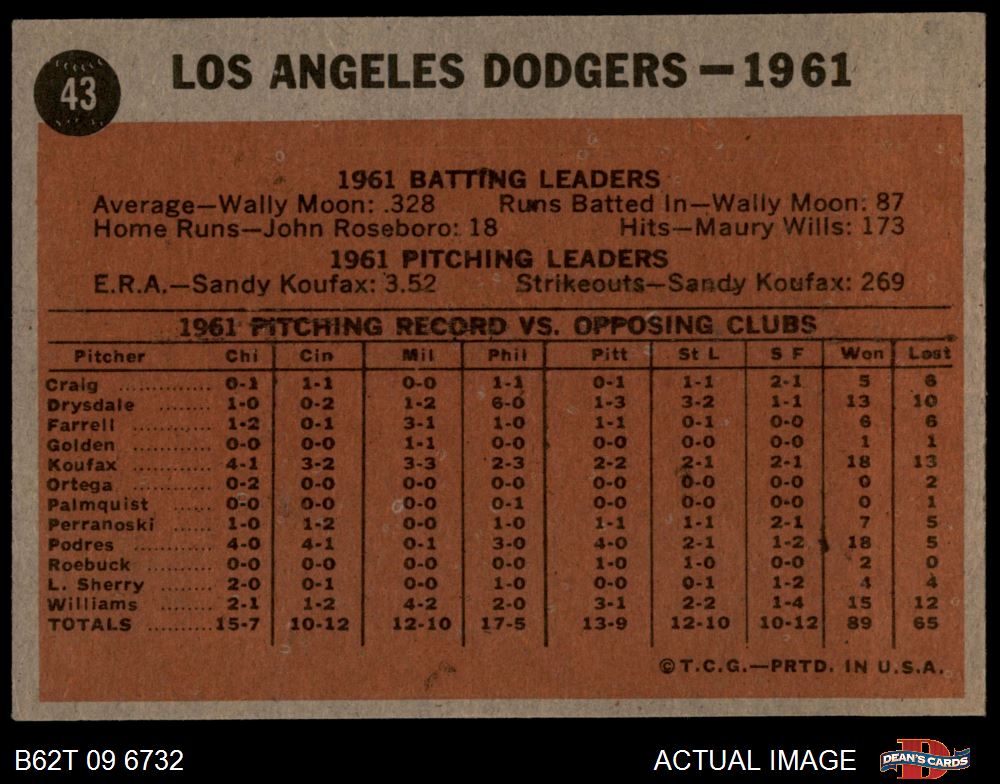 43
LOS ANGELES DODGERS — 1961
1961 BATTING LEADERS
Average—Wally Moon: .328 Runs Batted In—Wally Moon: 87
Home Runs—John Roseboro: 18 Hits—Maury Wills: 173
1961 PITCHING LEADERS
E.R.A.—Sandy Koufax: 3.52 Strikeouts—Sandy Koufax: 269
1961 PITCHING RECORD VS. OPPOSING CLUBS
Pitcher Chi Cin Mil Phil Pitt St L S F Won Lost
Craig ............ 0-1 1-1 0-0 1-1 0-1 1-1 2-1 5 6
Drysdale ........ 1-0 0-2 1-2 6-0 1-3 3-2 1-1 13 10
Farrell .......... 1-2 0-1 3-1 1-0 1-1 0-1 0-0 6 6
Golden .......... 0-0 0-0 1-1 0-0 0-0 0-0 0-0 1 1
Koufax .......... 4-1 3-2 3-3 2-3 2-2 2-1 2-1 18 13
Ortega .......... 0-2 0-0 0-0 0-0 0-0 0-0 0-0 0 2
Palmquist ...... 0-0 0-0 0-0 0-1 0-0 0-0 0-0 0 1
Perranoski ...... 1-0 1-2 0-0 1-0 1-1 1-1 2-1 7 5
Podres .......... 4-0 4-1 0-1 3-0 4-0 2-1 1-2 18 5
Roebuck ........ 0-0 0-0 0-0 0-0 1-0 1-0 0-0 2 0
L. Sherry ........ 2-0 0-1 0-0 1-0 0-0 0-1 1-2 4 4
Williams ........ 2-1 1-2 4-2 2-0 3-1 2-2 1-4 15 12
TOTALS .......... 15-7 10-12 12-10 17-5 13-9 12-10 10-12 89 65
©T.C.G.—PRTD. IN U.S.A.
B62T 09 6732 ACTUAL IMAGE DEAN'S CARDS